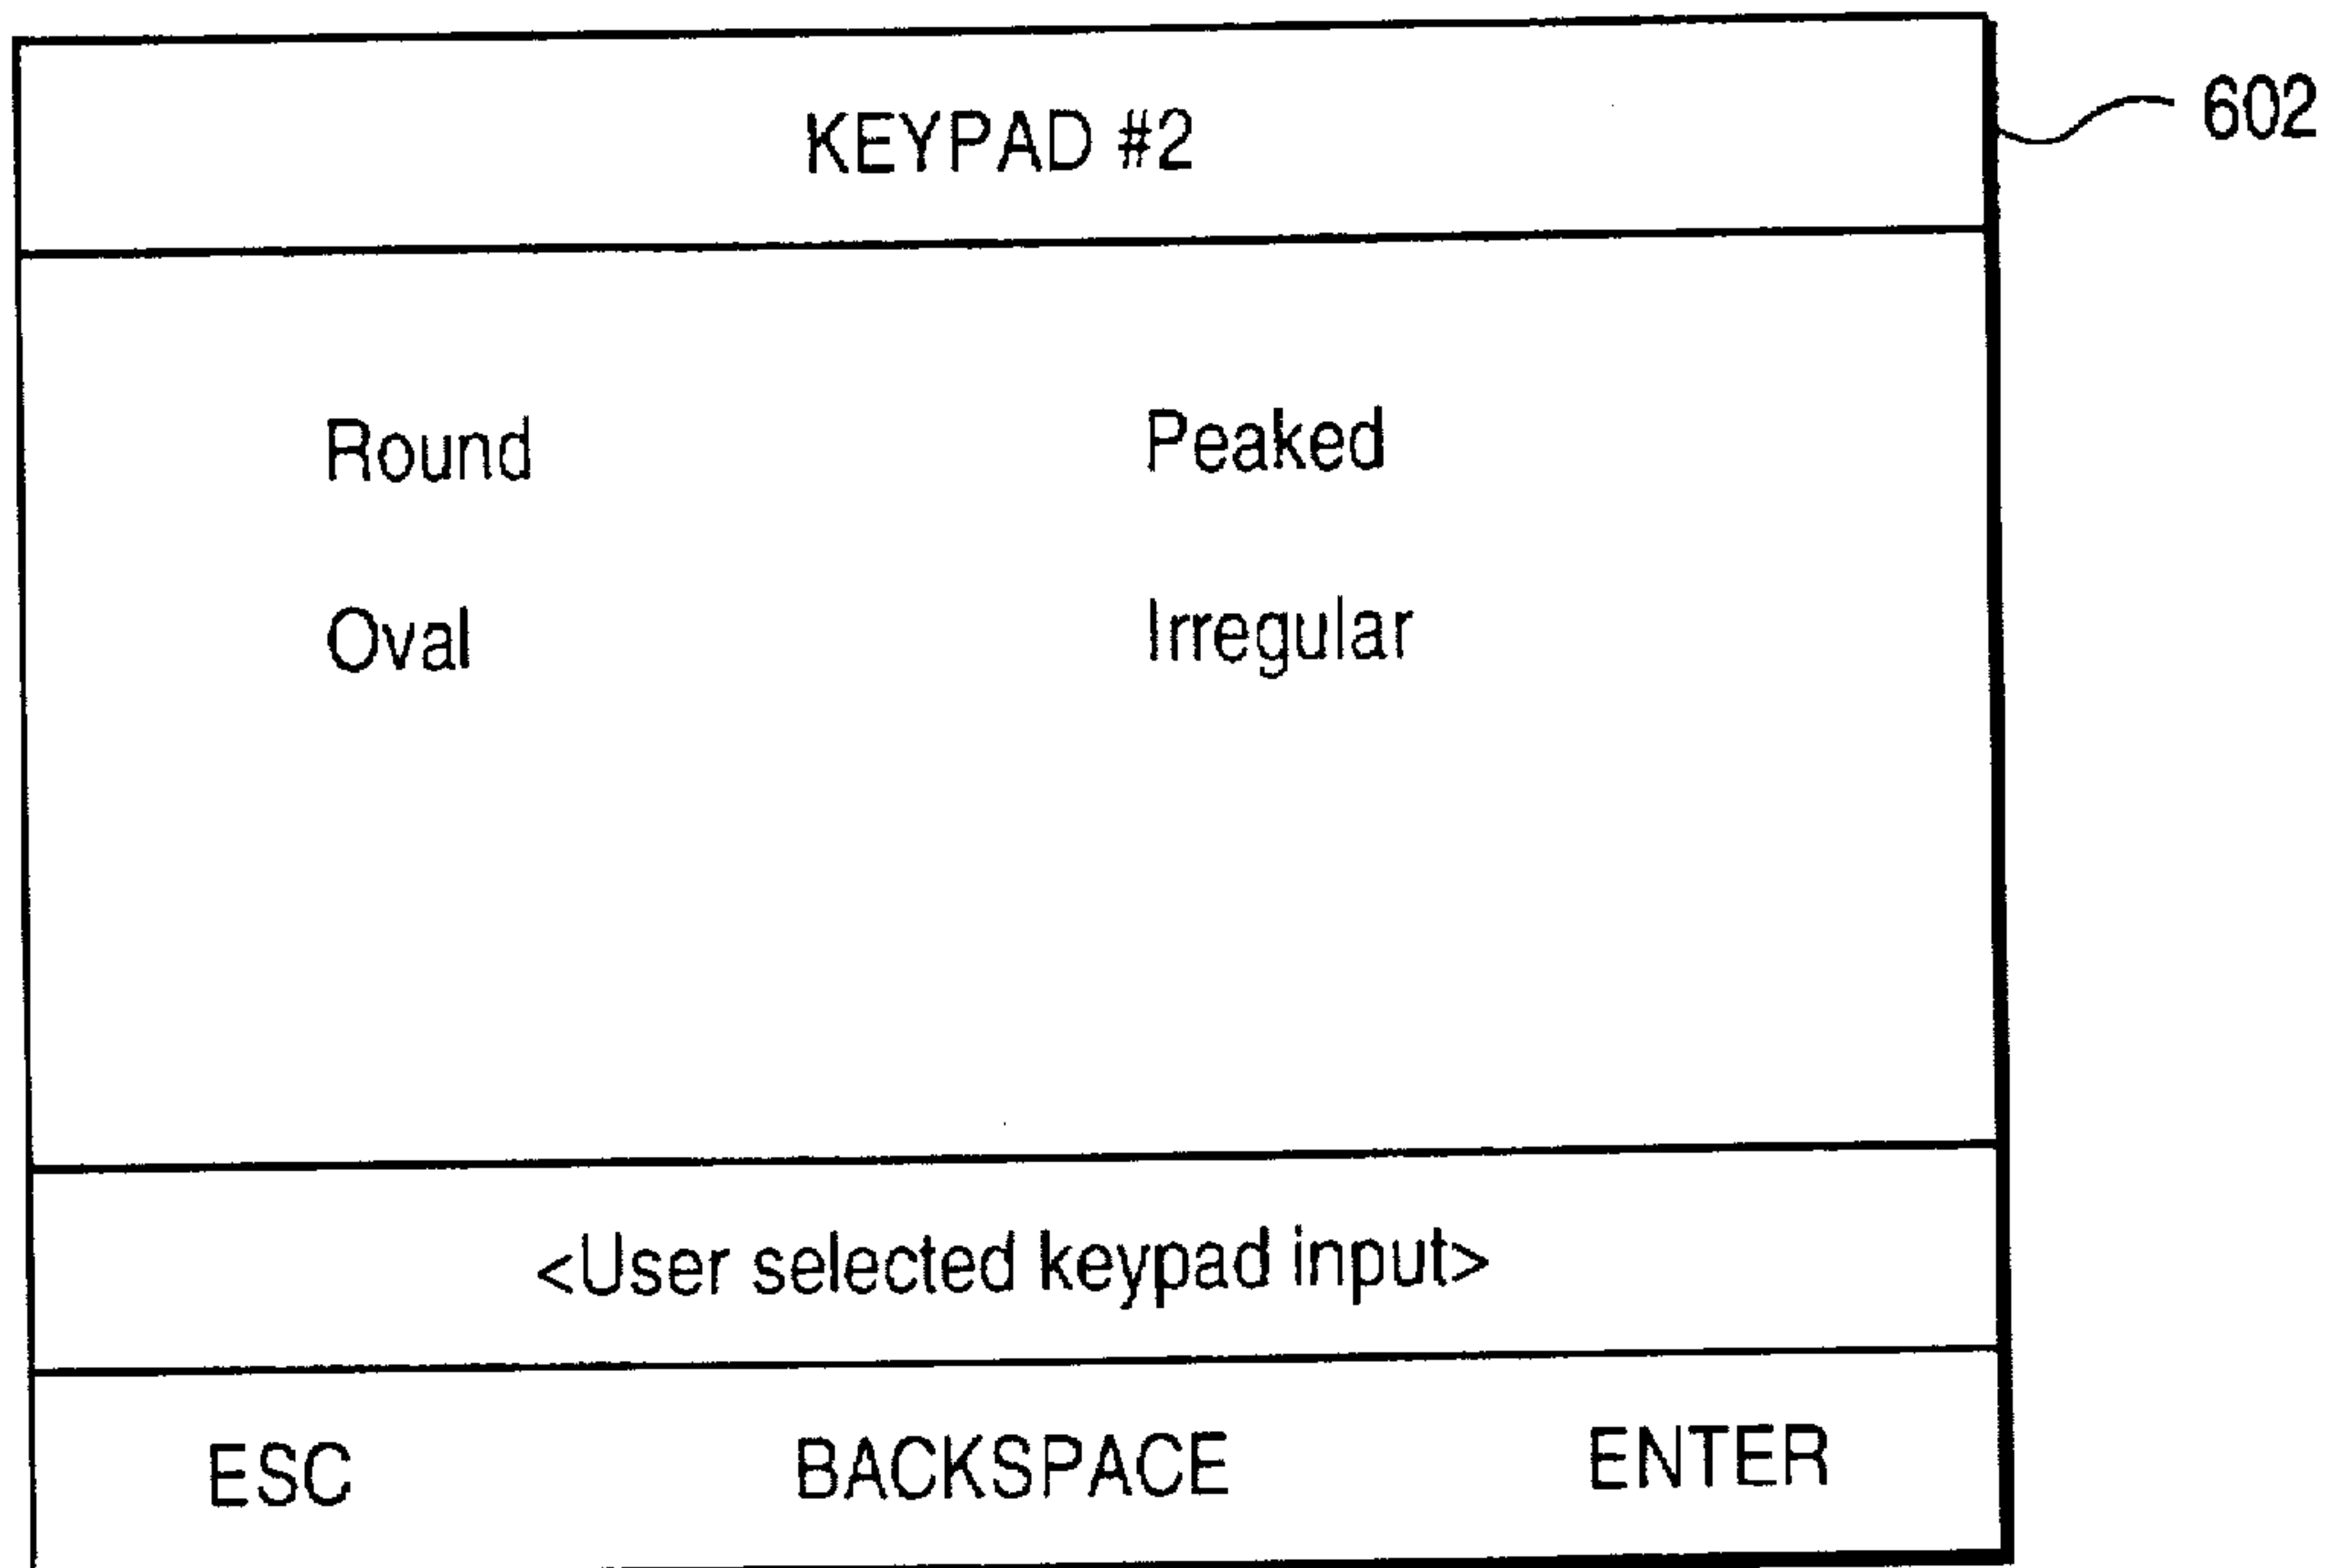 KEYPAD #2
602
Round Peaked
Oval Irregular
<User selected keypad input>
ESC BACKSPACE ENTER